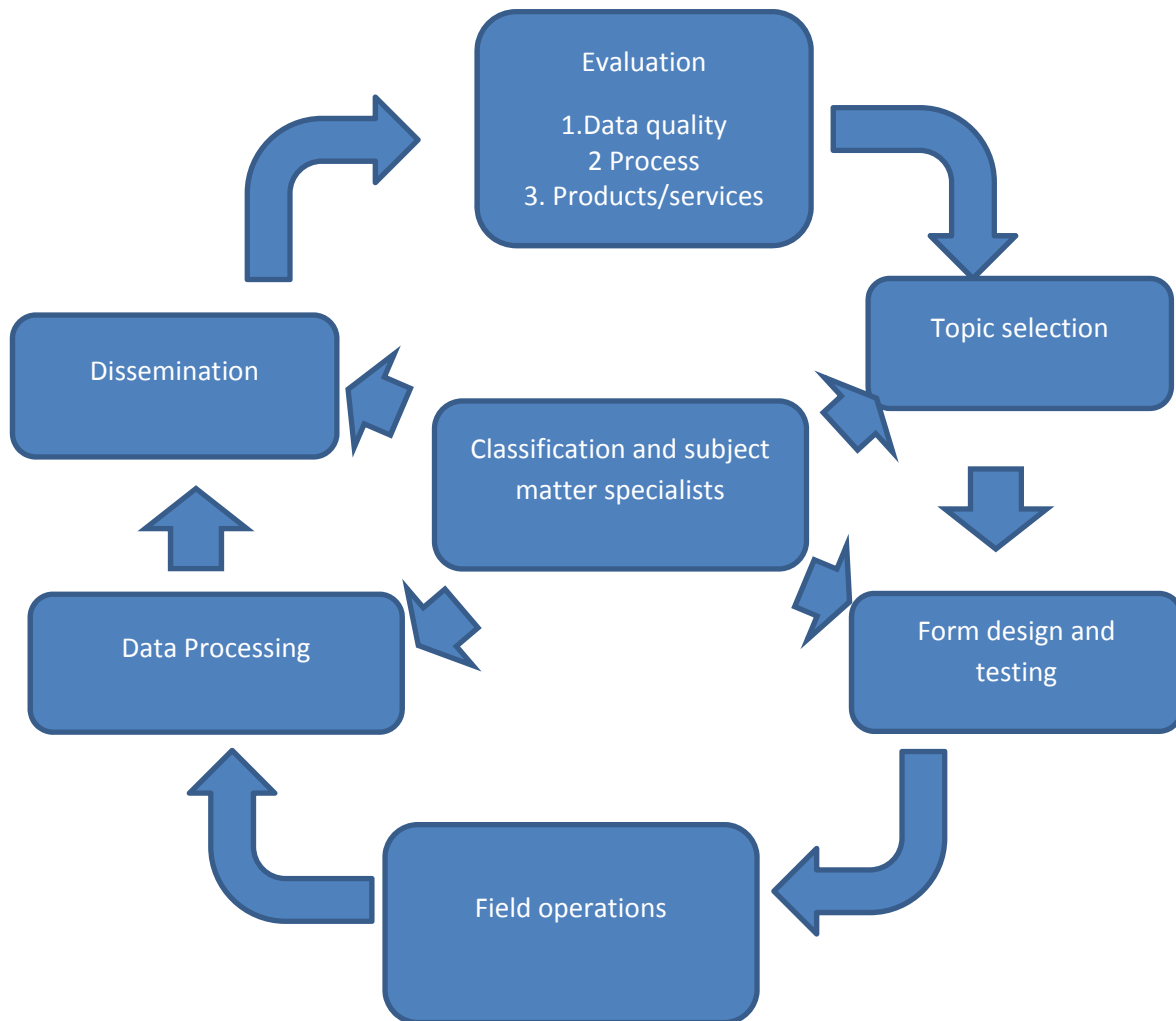 Evaluation
1.Data quality
2 Process
3. Products/services
Topic selection
Dissemination
Classification and subject
matter specialists
Form design and
testing
Data Processing
Field operations